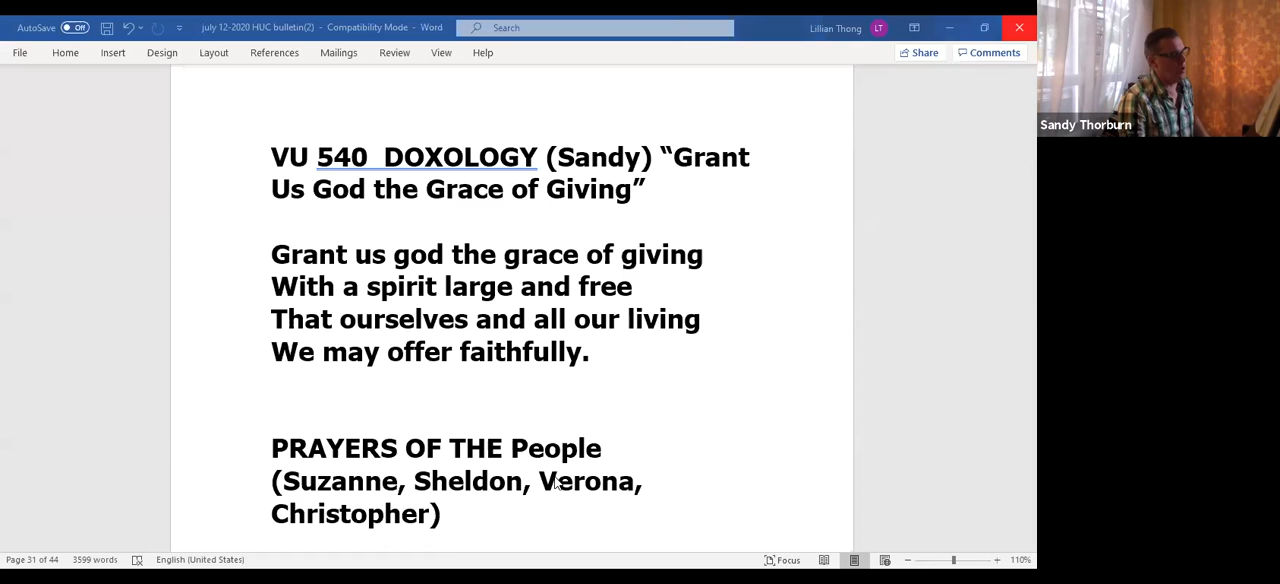 AutoSave Off july 12-2020 HUC bulletin(2) - Compatibility Mode - Word Search Lillian Thong LT
File Home Insert Design Layout References Mailings Review View Help Share Comments
Sandy Thorburn
VU 540 DOXOLOGY (Sandy) “Grant
Us God the Grace of Giving”
Grant us god the grace of giving
With a spirit large and free
That ourselves and all our living
We may offer faithfully.
PRAYERS OF THE People
(Suzanne, Sheldon, Verona,
Christopher)
Page 31 of 44 3599 words English (United States) Focus 110%